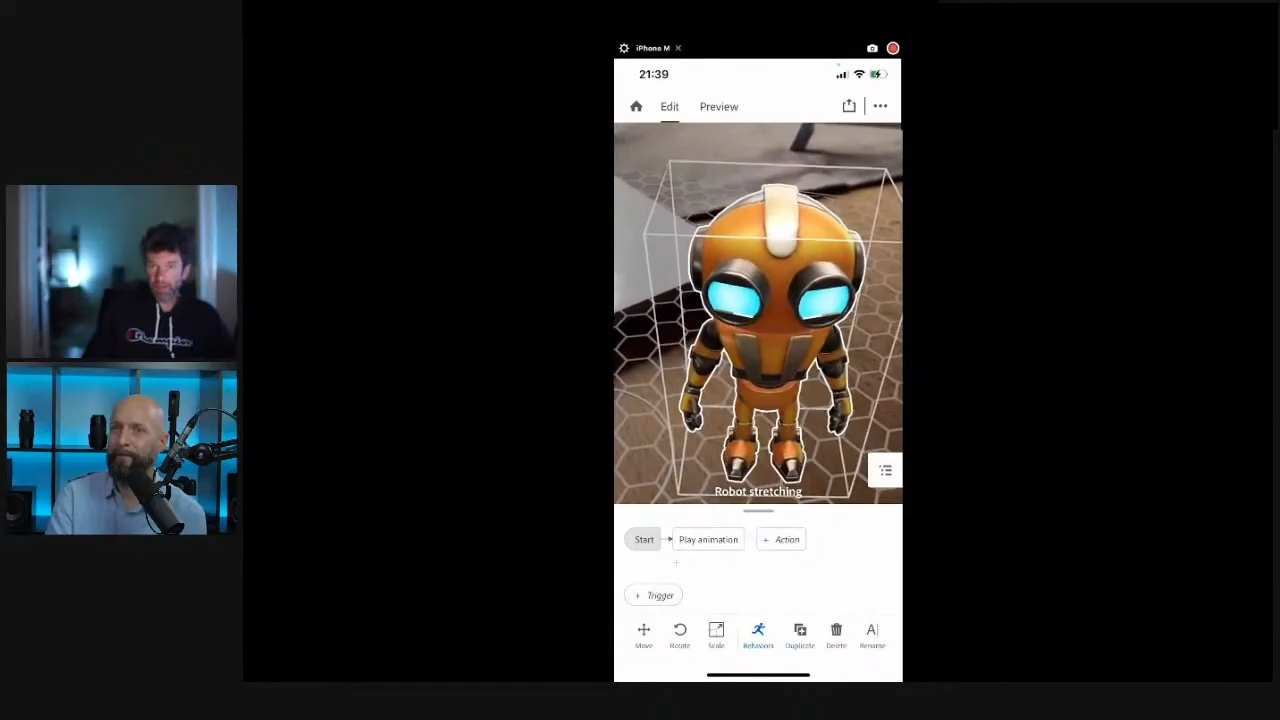 iPhone M
21:39
Edit Preview
Champion
Robot stretching
Start Play animation + Action
+ Trigger
Move Rotate Scale Behaviors Duplicate Delete Rename